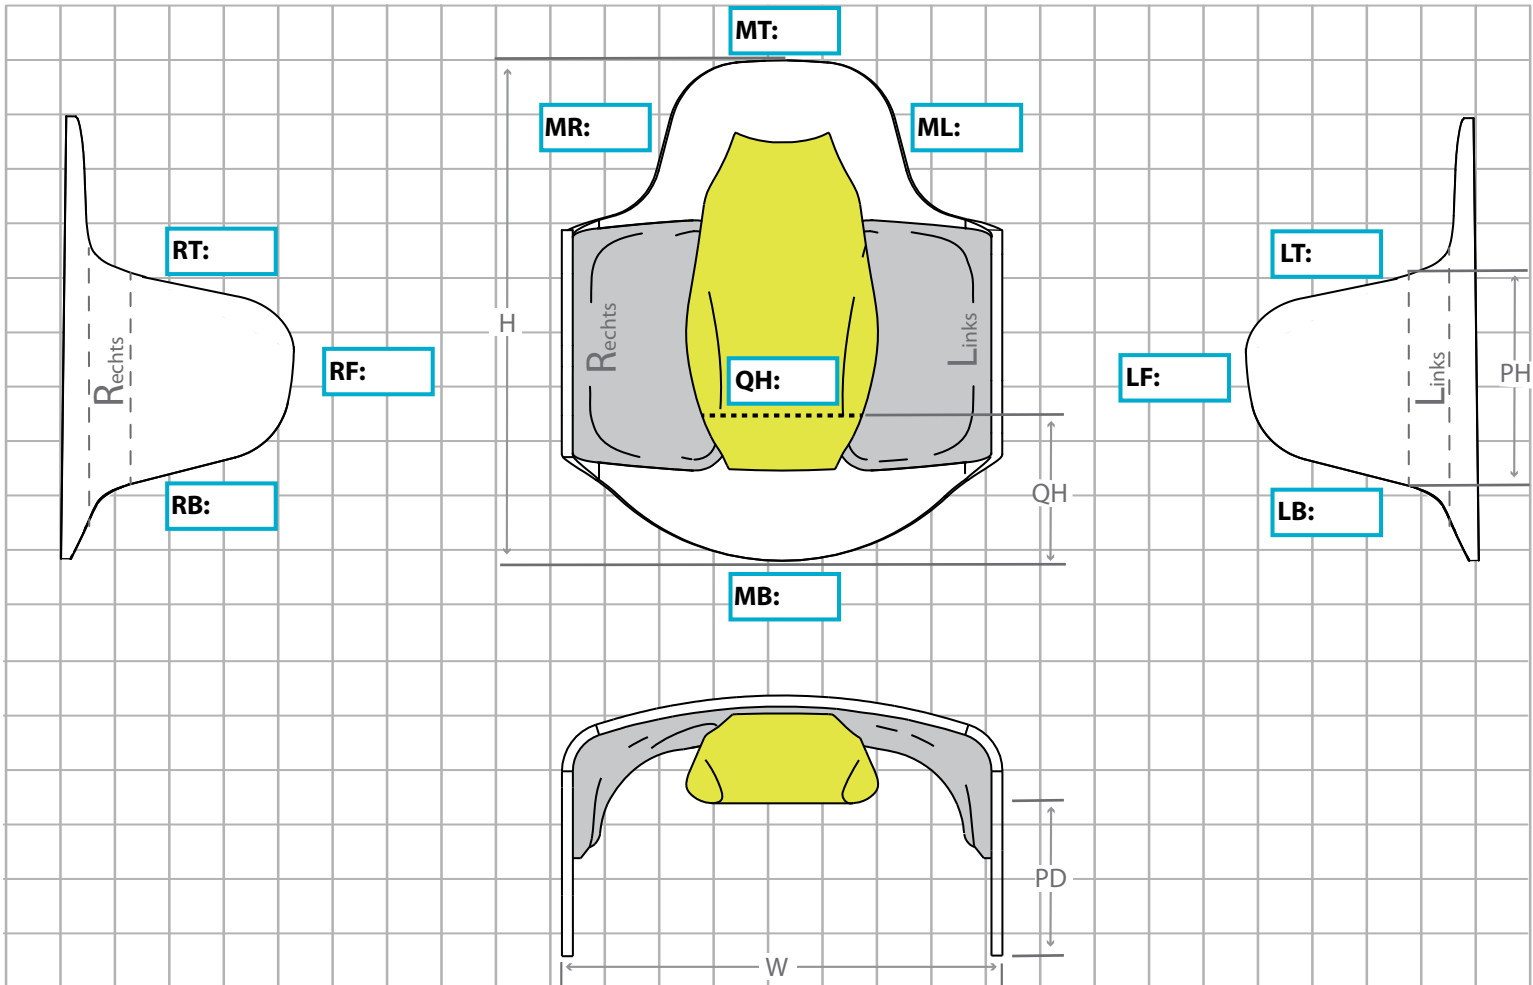 MT:
MR:
ML:
RT:
LT:
H
Rechts
Links
Rechts
RF:
QH:
LF:
Links
PH
RB:
QH
LB:
MB:
PD
W